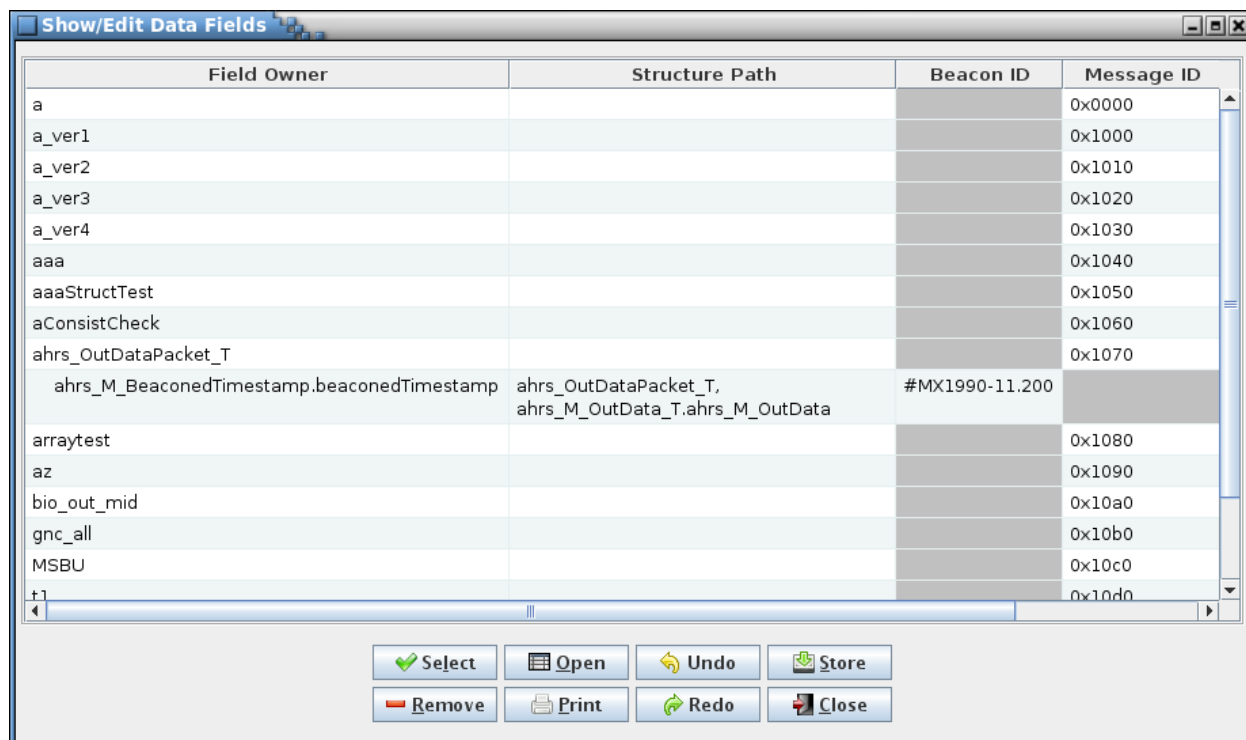 Show/Edit Data Fields
Field Owner Structure Path Beacon ID Message ID
a 0x0000
a_ver1 0x1000
a_ver2 0x1010
a_ver3 0x1020
a_ver4 0x1030
aaa 0x1040
aaaStructTest 0x1050
aConsistCheck 0x1060
ahrs_OutDataPacket_T 0x1070
ahrs_M_BeaconedTimestamp.beaconedTimestamp ahrs_OutDataPacket_T, #MX1990-11.200
ahrs_M_OutData_T.ahrs_M_OutData
arraytest 0x1080
az 0x1090
bio_out_mid 0x10a0
gnc_all 0x10b0
MSBU 0x10c0
t1 0x10d0
Select Open Undo Store
Remove Print Redo Close